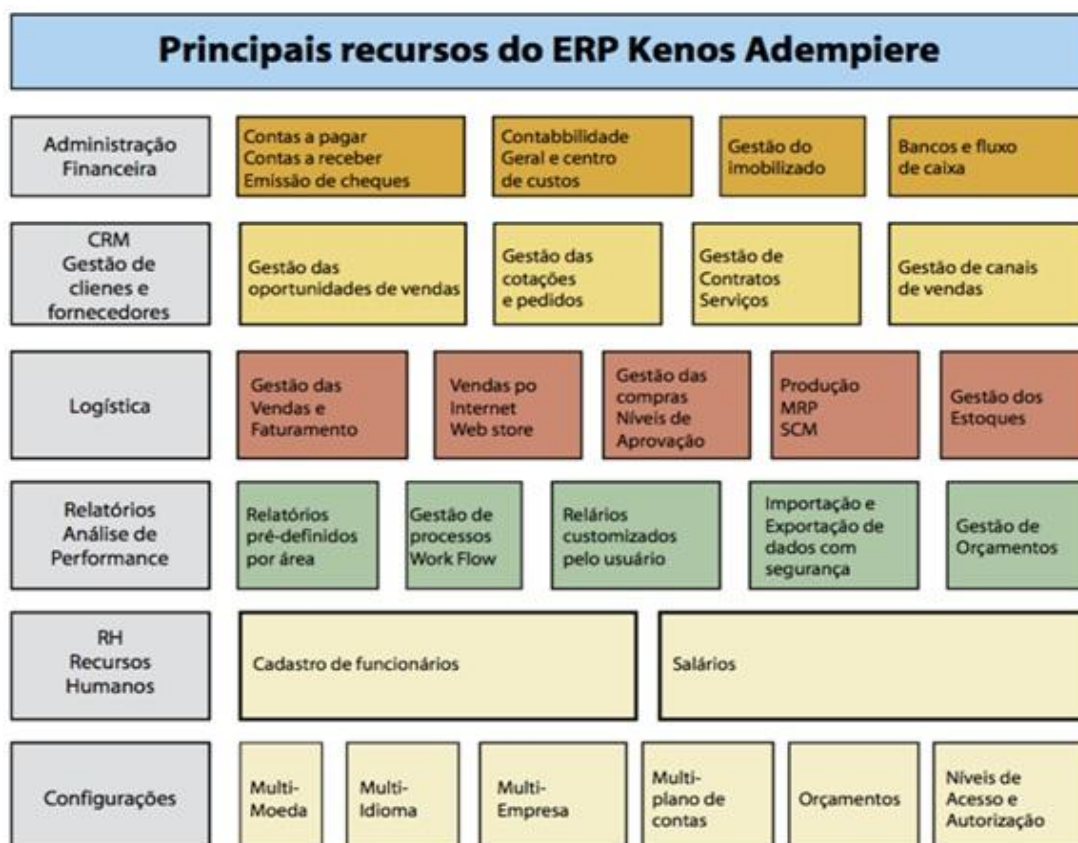 Principais recursos do ERP Kenos Adempiere
Administração
Financeira
Contas a pagar
Contas a receber
Emissão de cheques
Contabbilidade
Geral e centro
de custos
Gestão do
imobilizado
Bancos e fluxo
de caixa
CRM
Gestão de
clienes e
fornecedores
Gestão das
oportunidades de vendas
Gestão das
cotações
e pedidos
Gestão de
Contratos
Serviços
Gestão de canais
de vendas
Logística
Gestão das
Vendas e
Faturamento
Vendas po
Internet
Web store
Gestão das
compras
Níveis de
Aprovação
Produção
MRP
SCM
Gestão dos
Estoques
Relatórios
Análise de
Performance
Relatórios
pré-definidos
por área
Gestão de
processos
Work Flow
Relários
customizados
pelo usuário
Importação e
Exportação de
dados com
segurança
Gestão de
Orçamentos
RH
Recursos
Humanos
Cadastro de funcionários
Salários
Configurações
Multi-
Moeda
Multi-
Idioma
Multi-
Empresa
Multi-
plano de
contas
Orçamentos
Níveis de
Acesso e
Autorização